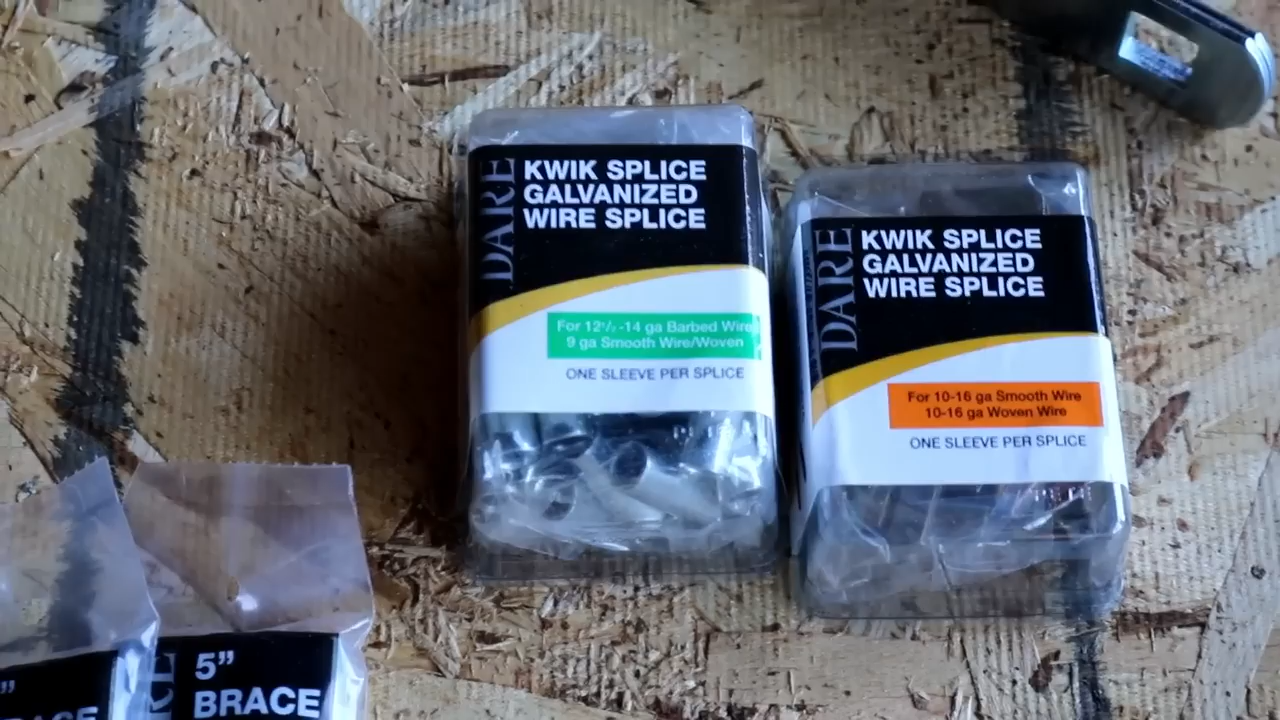 DARE
KWIK SPLICE
GALVANIZED
WIRE SPLICE
For 12½-14 ga Barbed Wire
9 ga Smooth Wire/Woven
ONE SLEEVE PER SPLICE
DARE
KWIK SPLICE
GALVANIZED
WIRE SPLICE
For 10-16 ga Smooth Wire
10-16 ga Woven Wire
ONE SLEEVE PER SPLICE
5”
BRACE